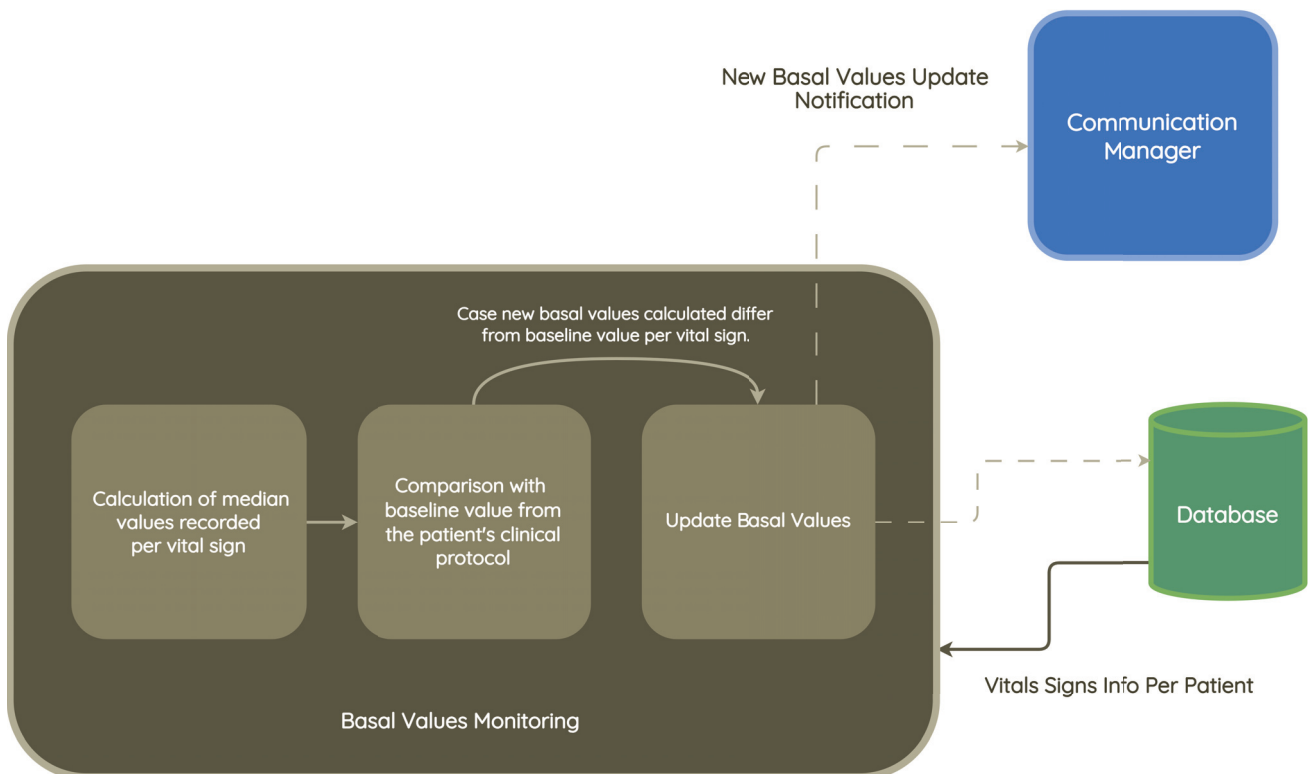 New Basal Values Update
Notification
Communication
Manager
Case new basal values calculated differ
from baseline value per vital sign.
Calculation of median
values recorded
per vital sign
Comparison with
baseline value from
the patient's clinical
protocol
Update Basal Values
Database
Vitals Signs Info Per Patient
Basal Values Monitoring